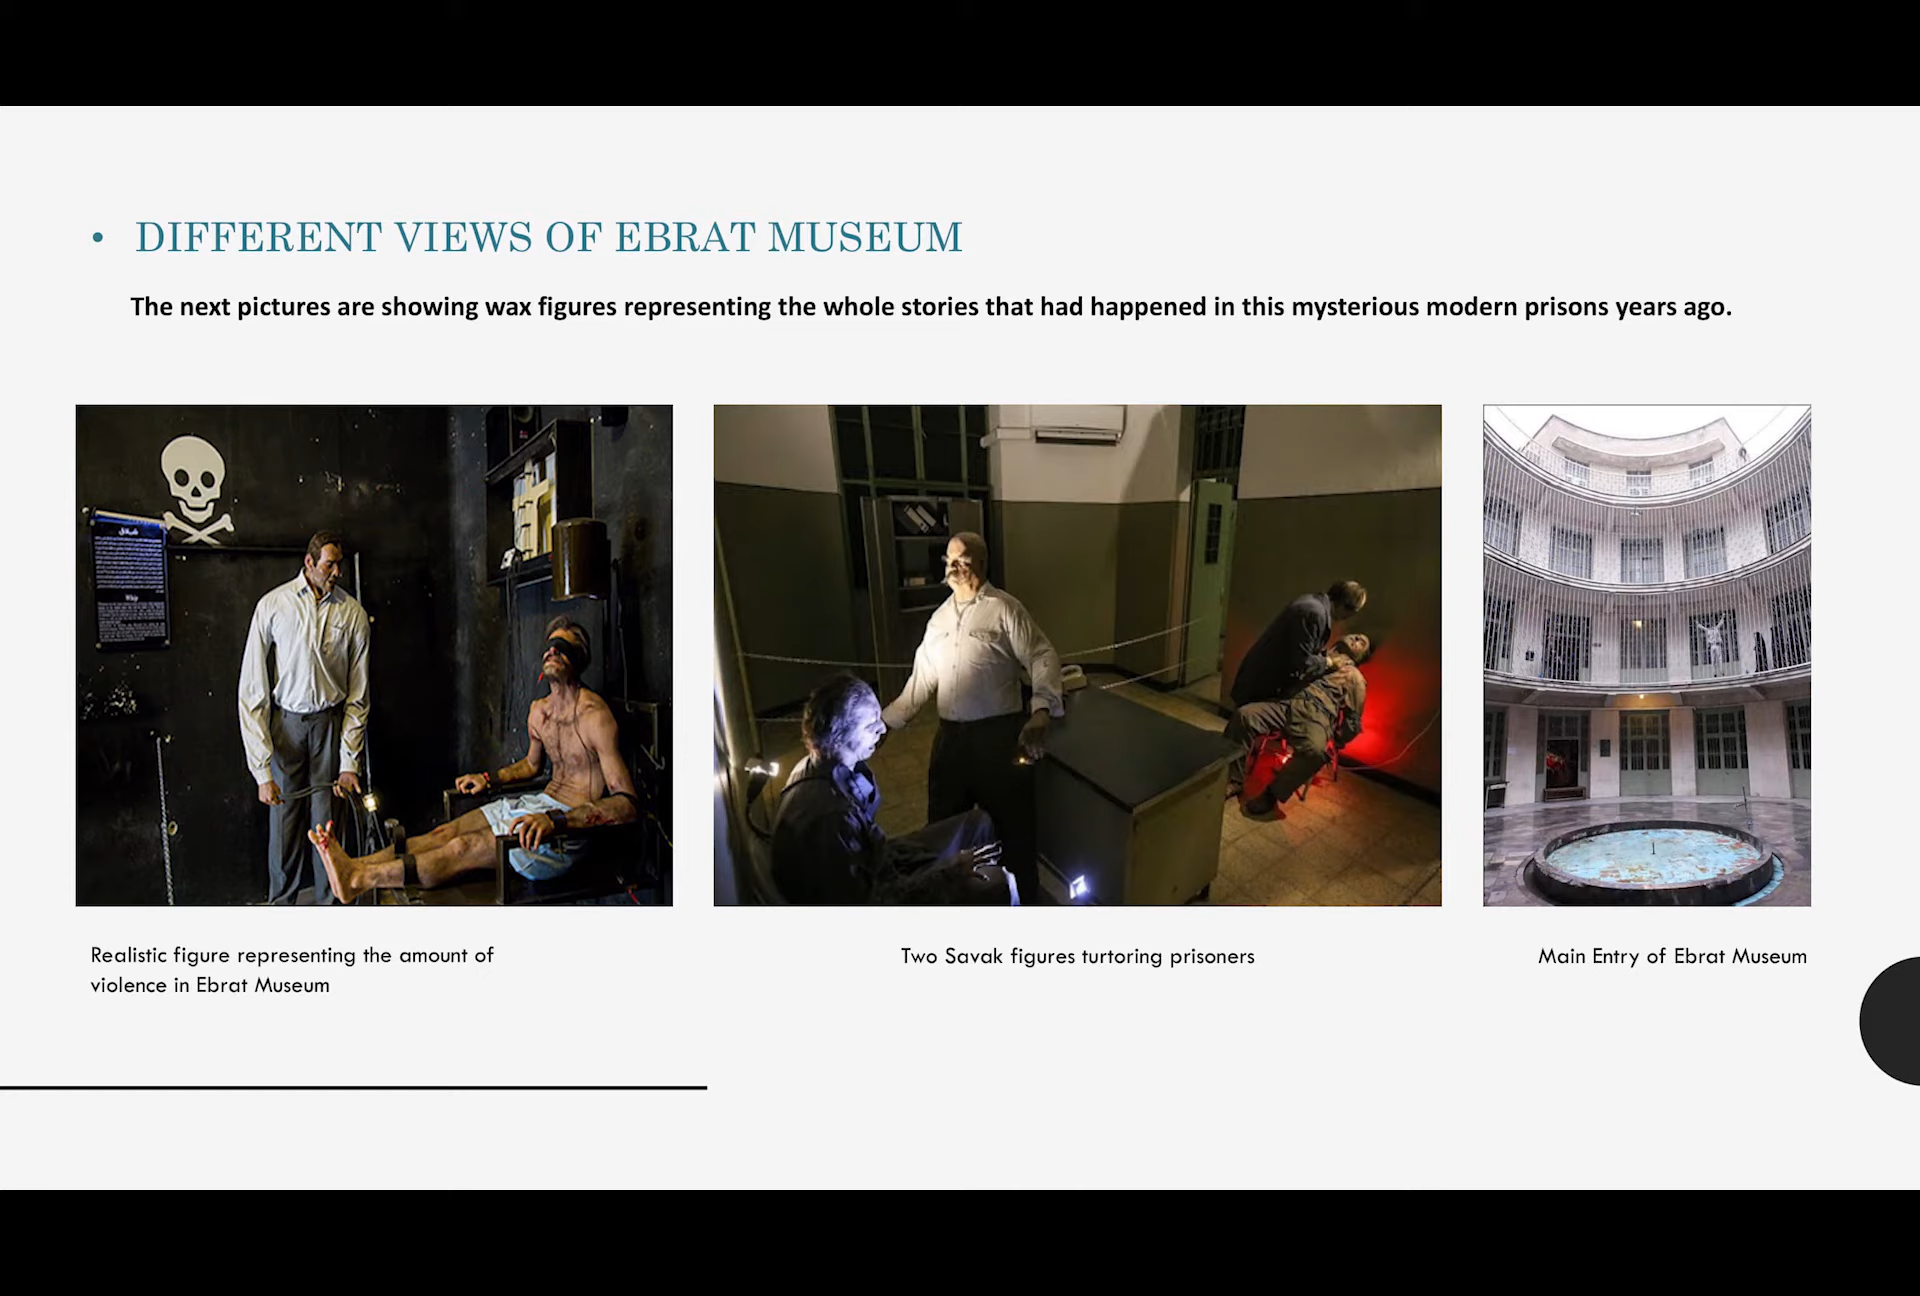 • DIFFERENT VIEWS OF EBRAT MUSEUM
The next pictures are showing wax figures representing the whole stories that had happened in this mysterious modern prisons years ago.
شلاق
Whip
Realistic figure representing the amount of
violence in Ebrat Museum
Two Savak figures turtoring prisoners
Main Entry of Ebrat Museum